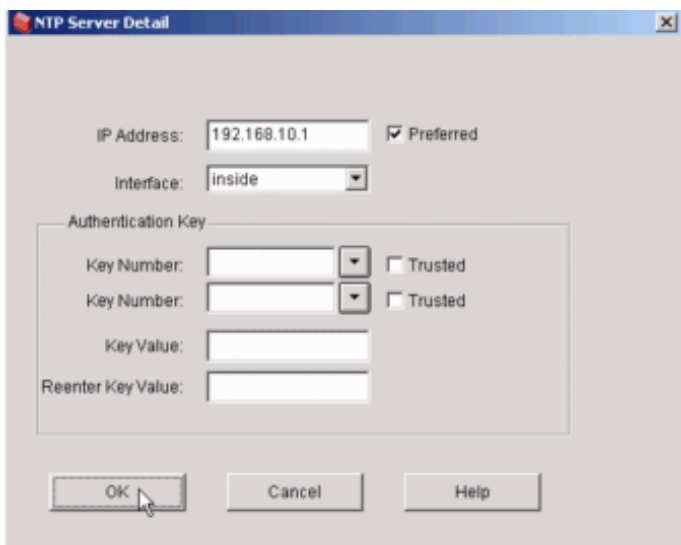 NTP Server Detail
IP Address: 192.168.10.1 Preferred
Interface: inside
Authentication Key
Key Number: Trusted
Key Number: Trusted
Key Value:
Reenter Key Value:
OK Cancel Help